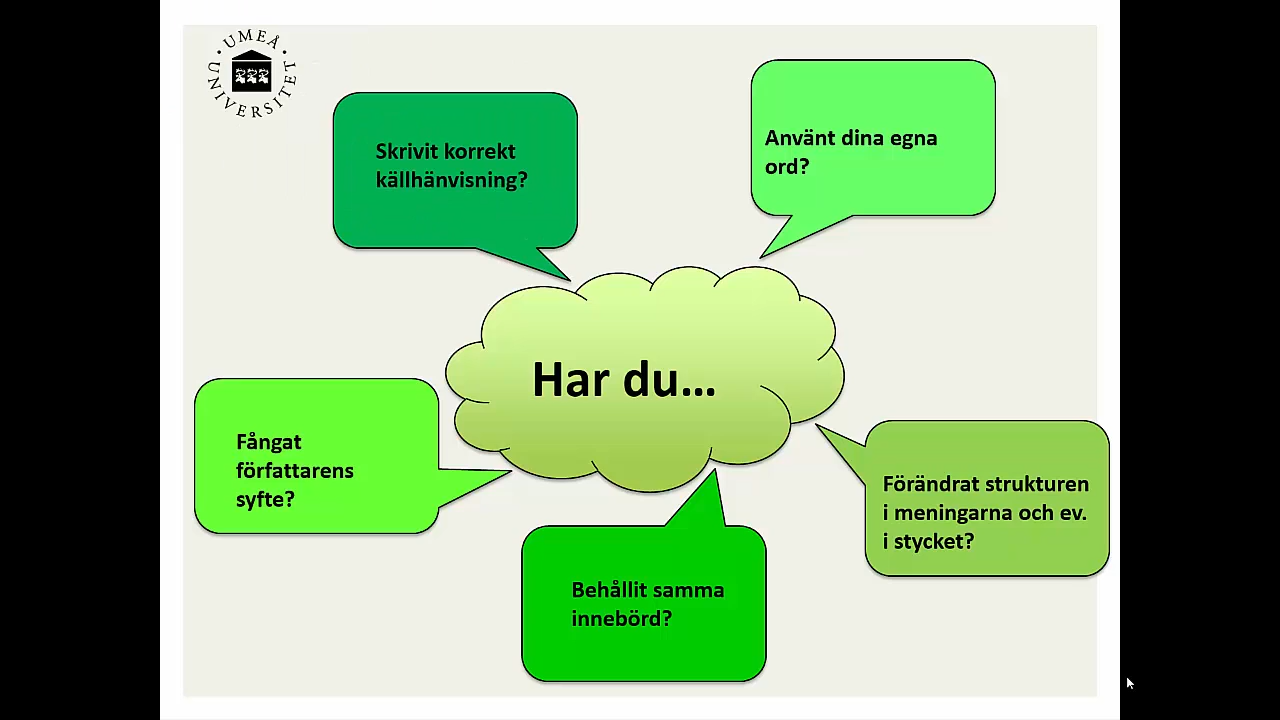 UMEÅ UNIVERSITET
Skrivit korrekt
källhänvisning?
Använt dina egna
ord?
Har du...
Fångat
författarens
syfte?
Förändrat strukturen
i meningarna och ev.
i stycket?
Behållit samma
innebörd?